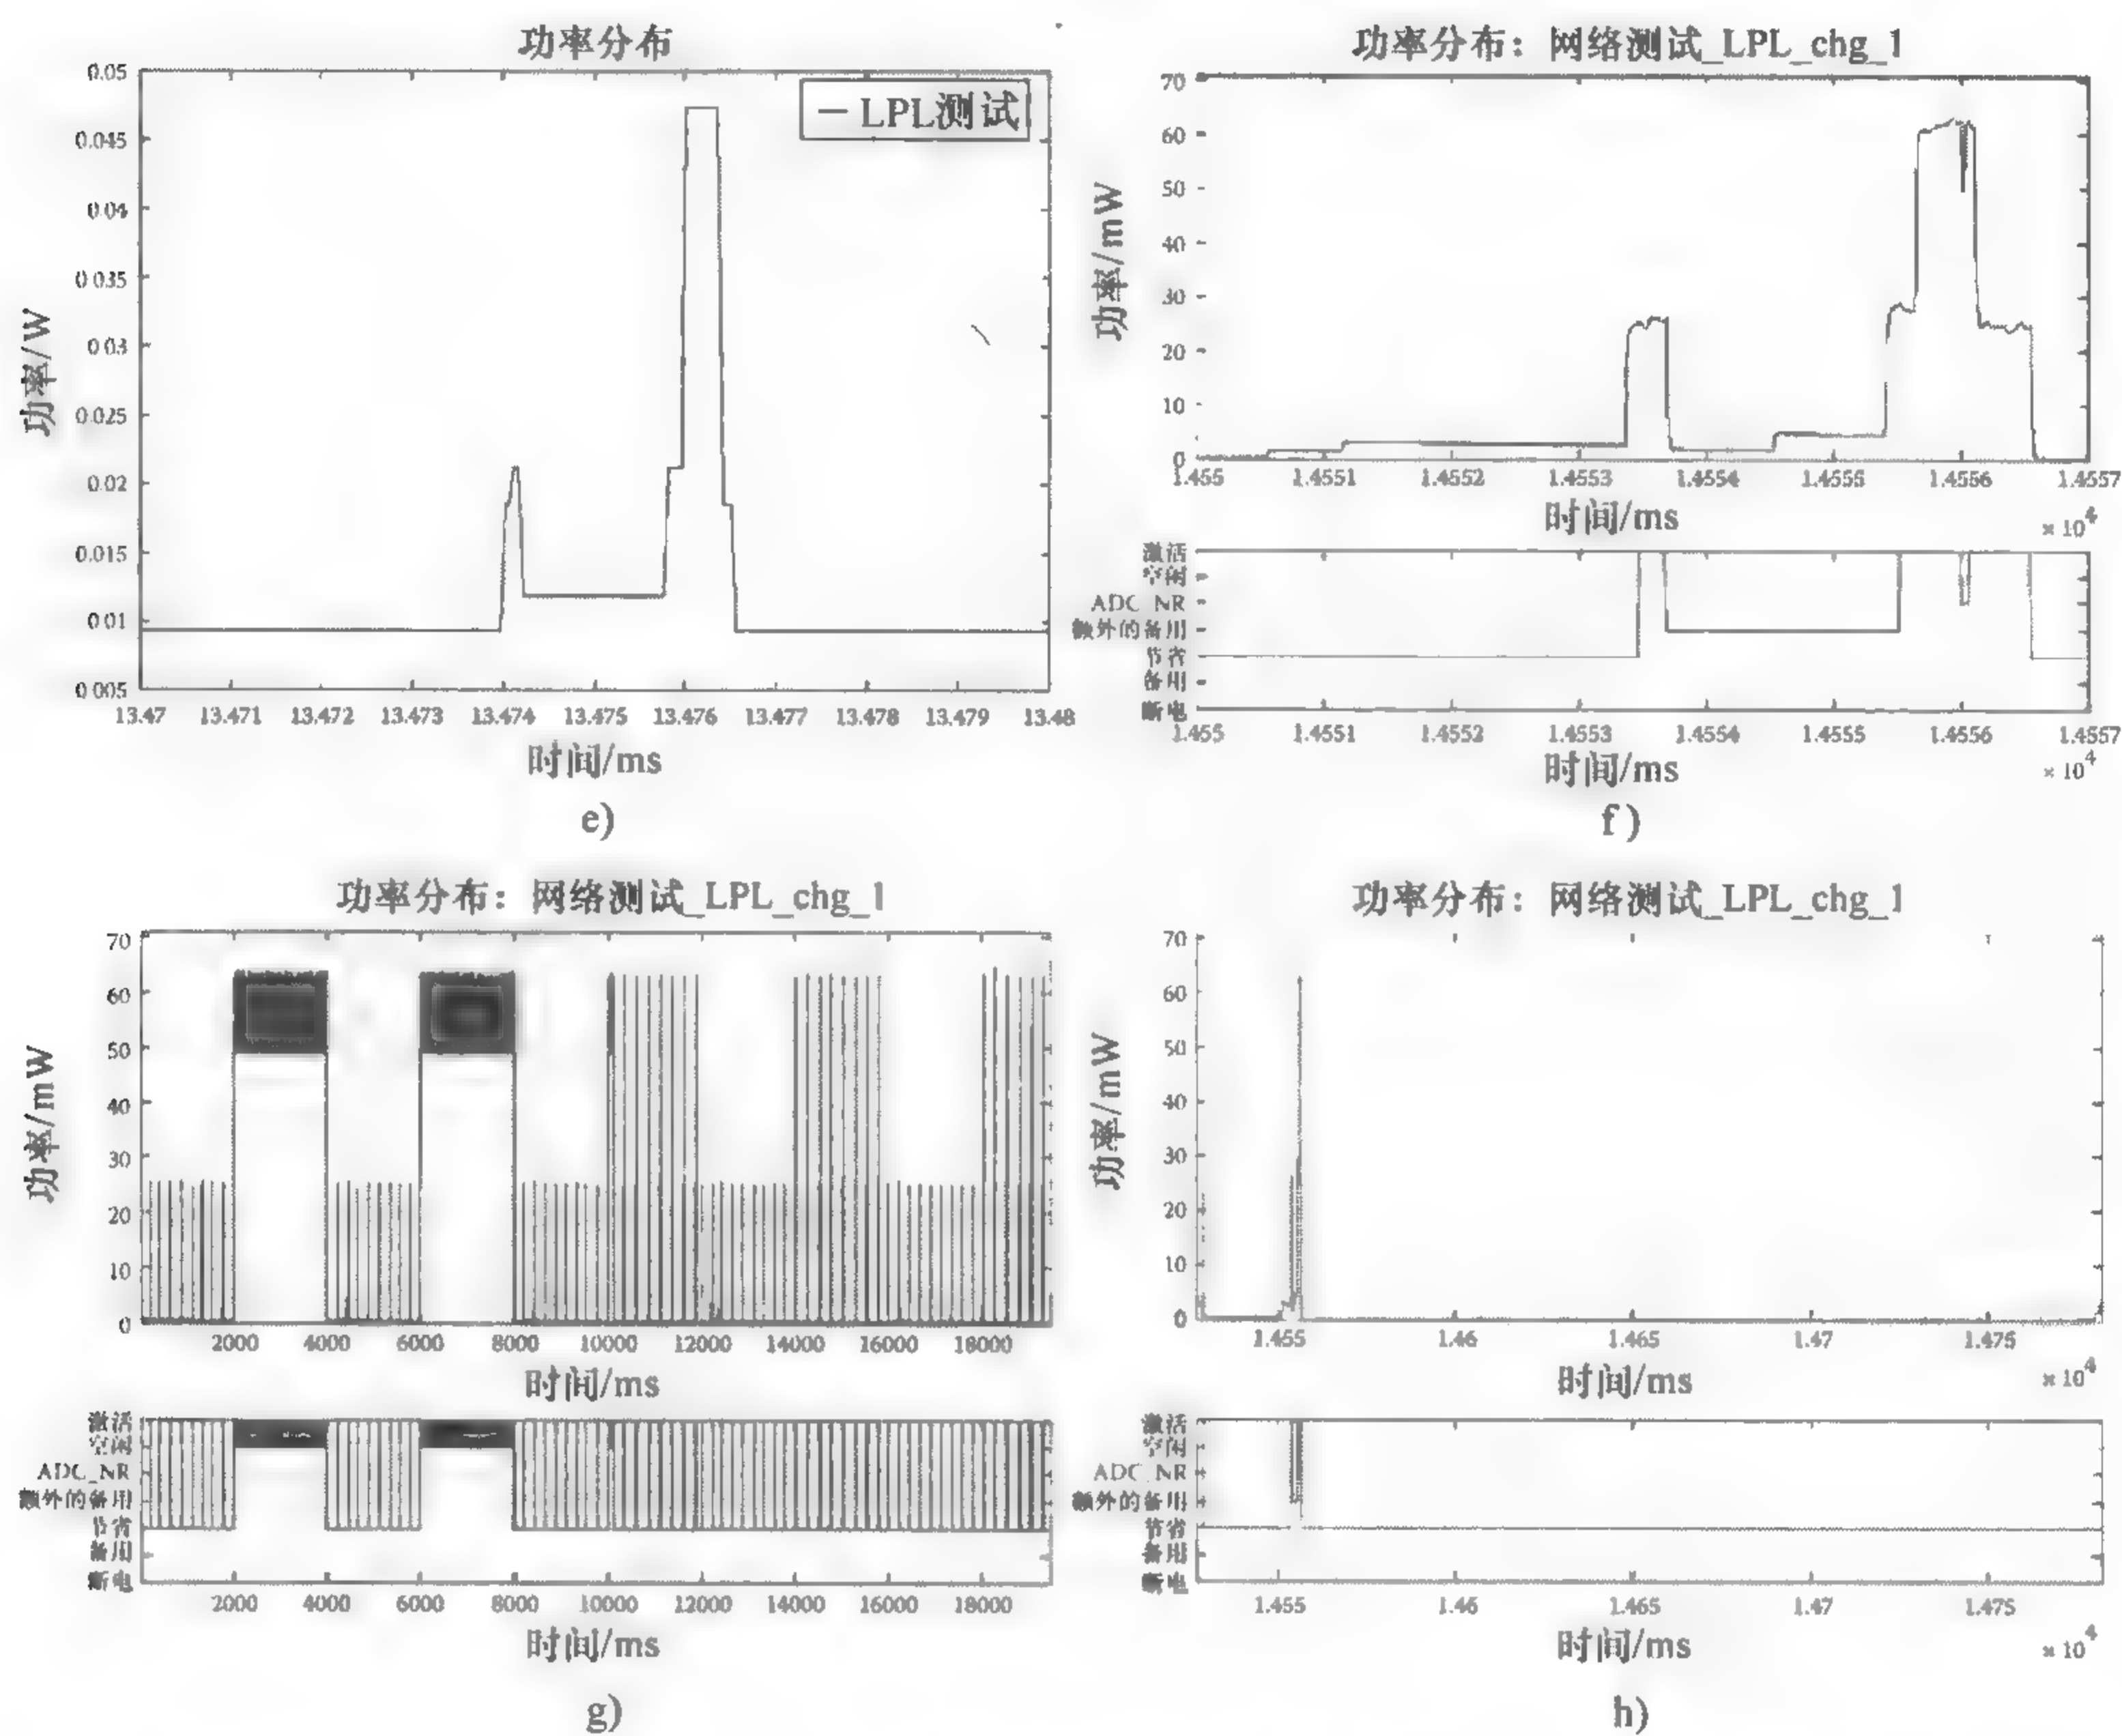 功率分布
LPL测试
功率/W
0.05
0.045
0.04
0.035
0.03
0.025
0.02
0.015
0.01
0.005
13.47 13.471 13.472 13.473 13.474 13.475 13.476 13.477 13.478 13.479 13.48
时间/ms
e)
功率分布：网络测试_LPL_chg_1
功率/mW
70
60
50
40
30
20
10
0
1.455 1.4551 1.4552 1.4553 1.4554 1.4555 1.4556 1.4557
时间/ms
×10⁴
激活
空闲
ADC_NR
额外的备用
节省
备用
断电
1.455 1.4551 1.4552 1.4553 1.4554 1.4555 1.4556 1.4557
时间/ms
×10⁴
f)
功率分布：网络测试_LPL_chg_1
功率/mW
70
60
50
40
30
20
10
0
2000 4000 6000 8000 10000 12000 14000 16000 18000
时间/ms
激活
空闲
ADC_NR
额外的备用
节省
备用
断电
2000 4000 6000 8000 10000 12000 14000 16000 18000
时间/ms
g)
功率分布：网络测试_LPL_chg_1
功率/mW
70
60
50
40
30
20
10
0
1.455 1.46 1.465 1.47 1.475
时间/ms
×10⁴
激活
空闲
ADC_NR
额外的备用
节省
备用
断电
1.455 1.46 1.465 1.47 1.475
时间/ms
×10⁴
h)